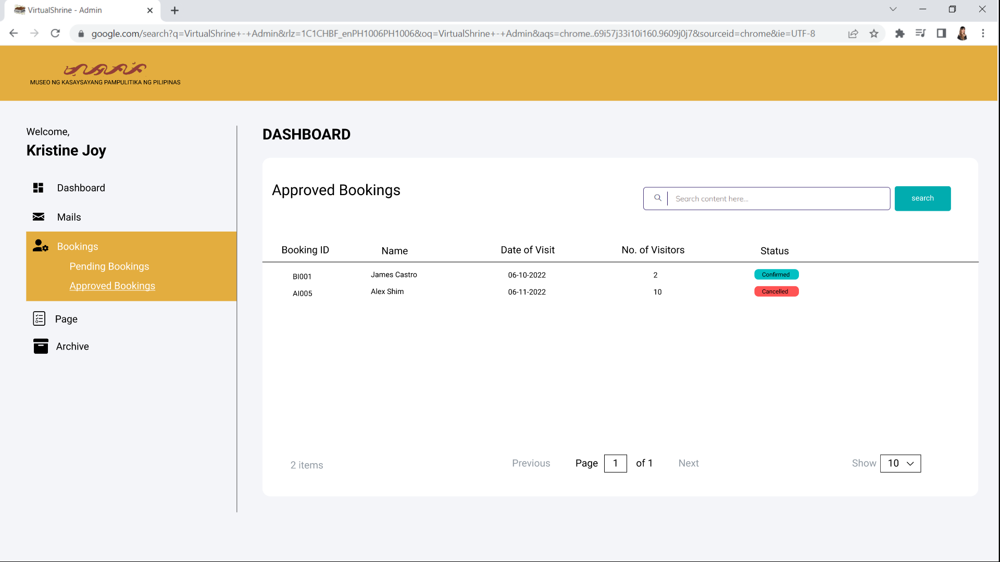 VirtualShrine - Admin
google.com/search?q=VirtualShrine+-+Admin&rlz=1C1CHBF_enPH1006PH1006&oq=VirtualShrine+-+Admin&aqs=chrome..69i57j33i10i160.9609j0j7&sourceid=chrome&ie=UTF-8
MUSEO NG KASAYSAYANG PAMPULITIKA NG PILIPINAS
Welcome,
Kristine Joy
Dashboard
Mails
Bookings
Pending Bookings
Approved Bookings
Page
Archive
DASHBOARD
Approved Bookings
Search content here...
search
Booking ID Name Date of Visit No. of Visitors Status
BI001 James Castro 06-10-2022 2 Confirmed
AI005 Alex Shim 06-11-2022 10 Cancelled
2 items Previous Page 1 of 1 Next Show 10